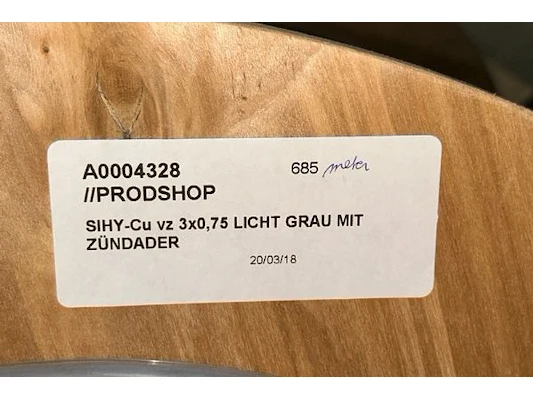 A0004328 685 meter
//PRODSHOP
SIHY-Cu vz 3x0,75 LICHT GRAU MIT
ZÜNDADER
20/03/18